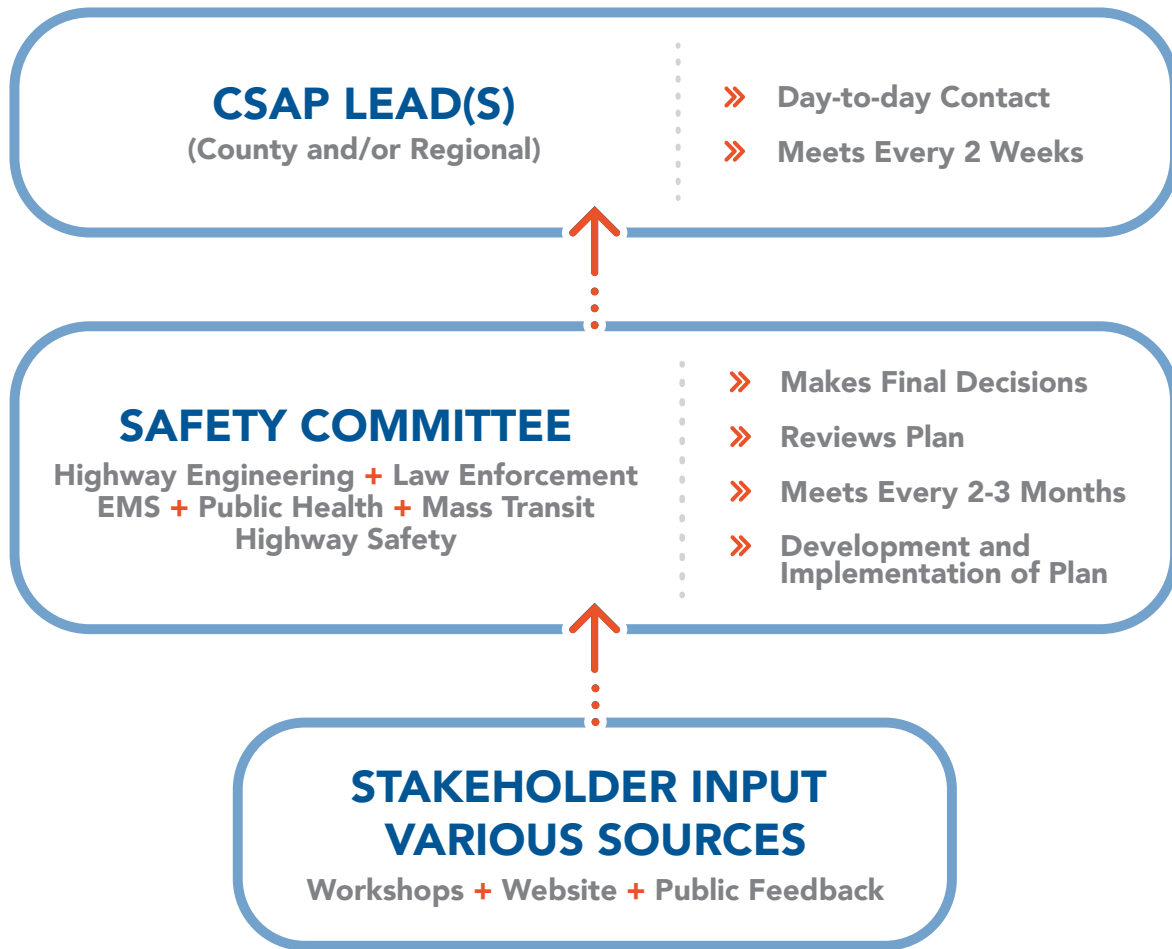 CSAP LEAD(S)
(County and/or Regional)
Day-to-day Contact
Meets Every 2 Weeks
SAFETY COMMITTEE
Highway Engineering + Law Enforcement
EMS + Public Health + Mass Transit
Highway Safety
Makes Final Decisions
Reviews Plan
Meets Every 2-3 Months
Development and
Implementation of Plan
STAKEHOLDER INPUT
VARIOUS SOURCES
Workshops + Website + Public Feedback